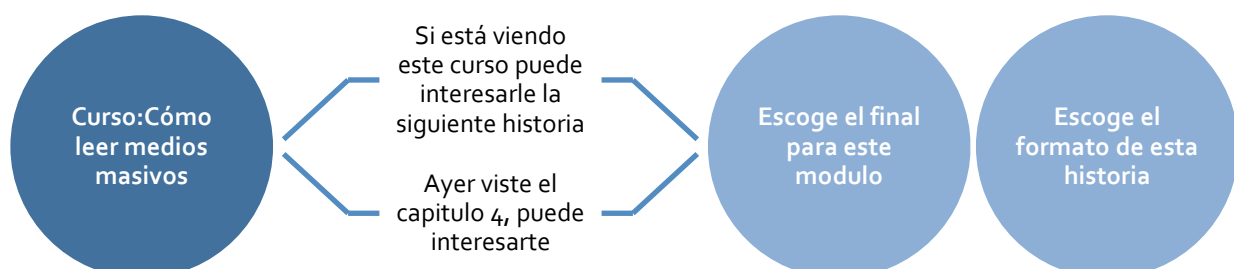 Curso:Cómo
leer medios
masivos
Si está viendo
este curso puede
interesarle la
siguiente historia
Ayer viste el
capitulo 4, puede
interesarte
Escoge el final
para este
modulo
Escoge el
formato de esta
historia